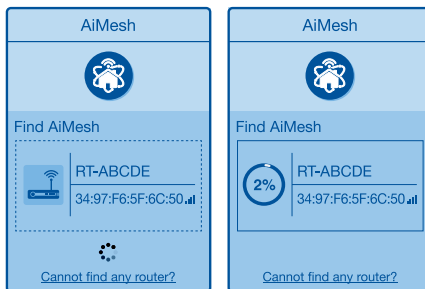 AiMesh
Find AiMesh
RT-ABCDE
34:97:F6:5F:6C:50
Cannot find any router?
AiMesh
Find AiMesh
2%
RT-ABCDE
34:97:F6:5F:6C:50
Cannot find any router?